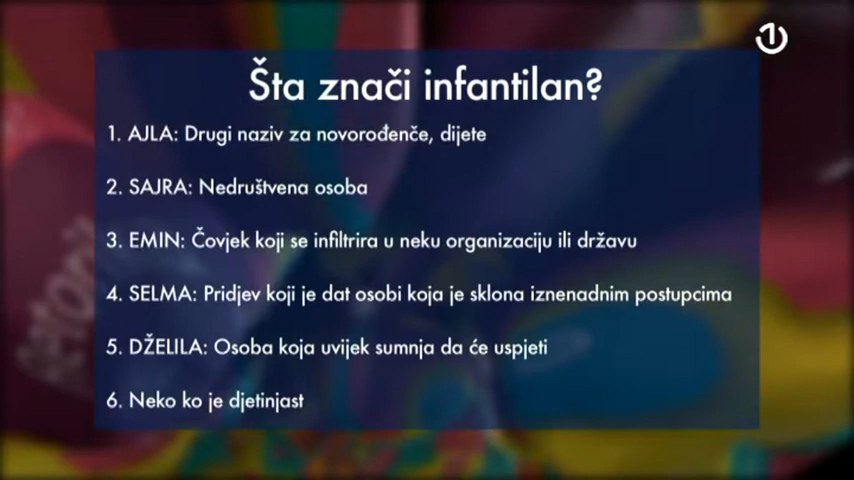 Šta znači infantilan?
1. AJLA: Drugi naziv za novorođenče, dijete
2. SAJRA: Nedruštvena osoba
3. EMIN: Čovjek koji se infiltrira u neku organizaciju ili državu
4. SELMA: Pridjev koji je dat osobi koja je sklona iznenadnim postupcima
5. DŽELILA: Osoba koja uvijek sumnja da će uspjeti
6. Neko ko je djetinjast